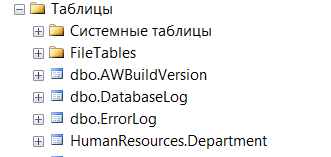 Таблицы
Системные таблицы
FileTables
dbo.AWBuildVersion
dbo.DatabaseLog
dbo.ErrorLog
HumanResources.Department